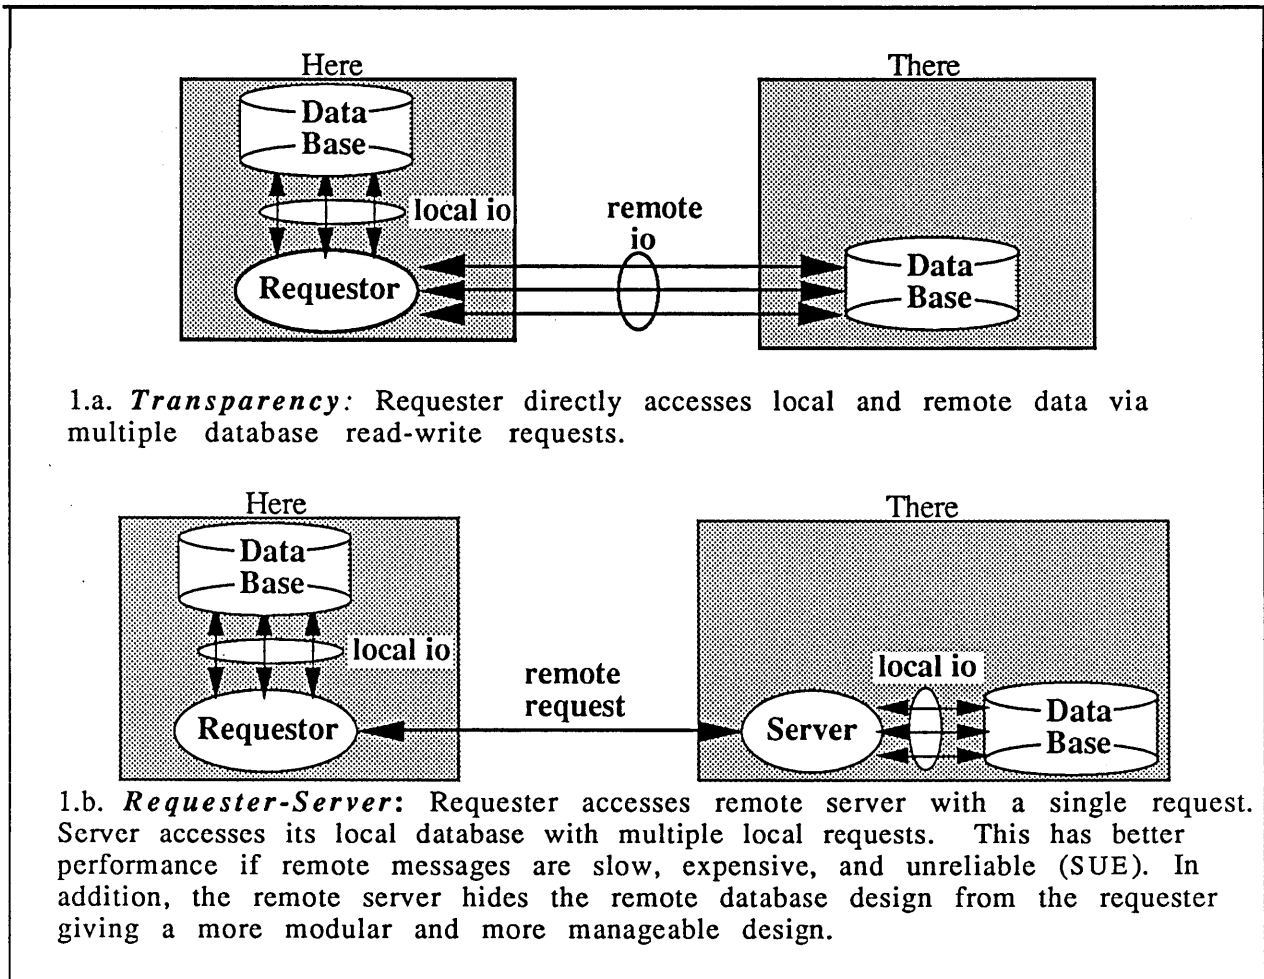 Here
There
Data
Base
local io
remote
io
Requestor
Data
Base
1.a. Transparency: Requester directly accesses local and remote data via
multiple database read-write requests.
Here
There
Data
Base
local io
remote
request
Requestor
local io
Server
Data
Base
1.b. Requester-Server: Requester accesses remote server with a single request.
Server accesses its local database with multiple local requests. This has better
performance if remote messages are slow, expensive, and unreliable (SUE). In
addition, the remote server hides the remote database design from the requester
giving a more modular and more manageable design.